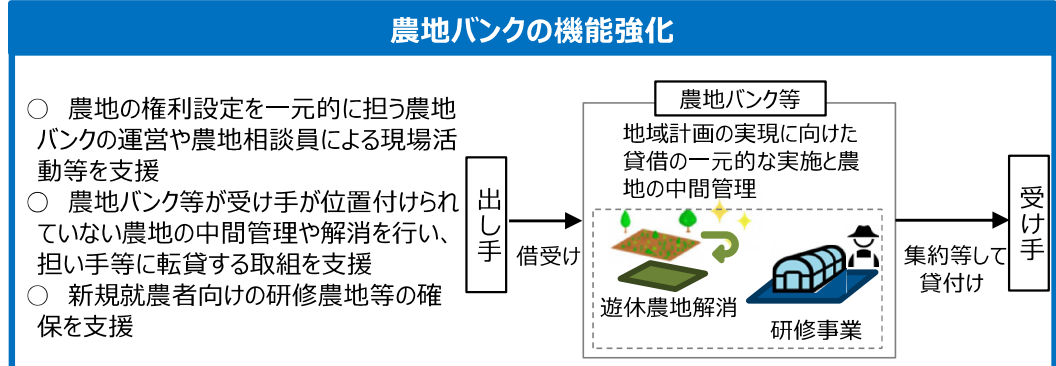 農地バンクの機能強化
○　農地の権利設定を一元的に担う農地
バンクの運営や農地相談員による現場活
動等を支援
○　農地バンク等が受け手が位置付けられ
ていない農地の中間管理や解消を行い、
担い手等に転貸する取組を支援
○　新規就農者向けの研修農地等の確
保を支援
出し手
借受け
農地バンク等
地域計画の実現に向けた
貸借の一元的な実施と農
地の中間管理
遊休農地解消
研修事業
集約等して
貸付け
受け手